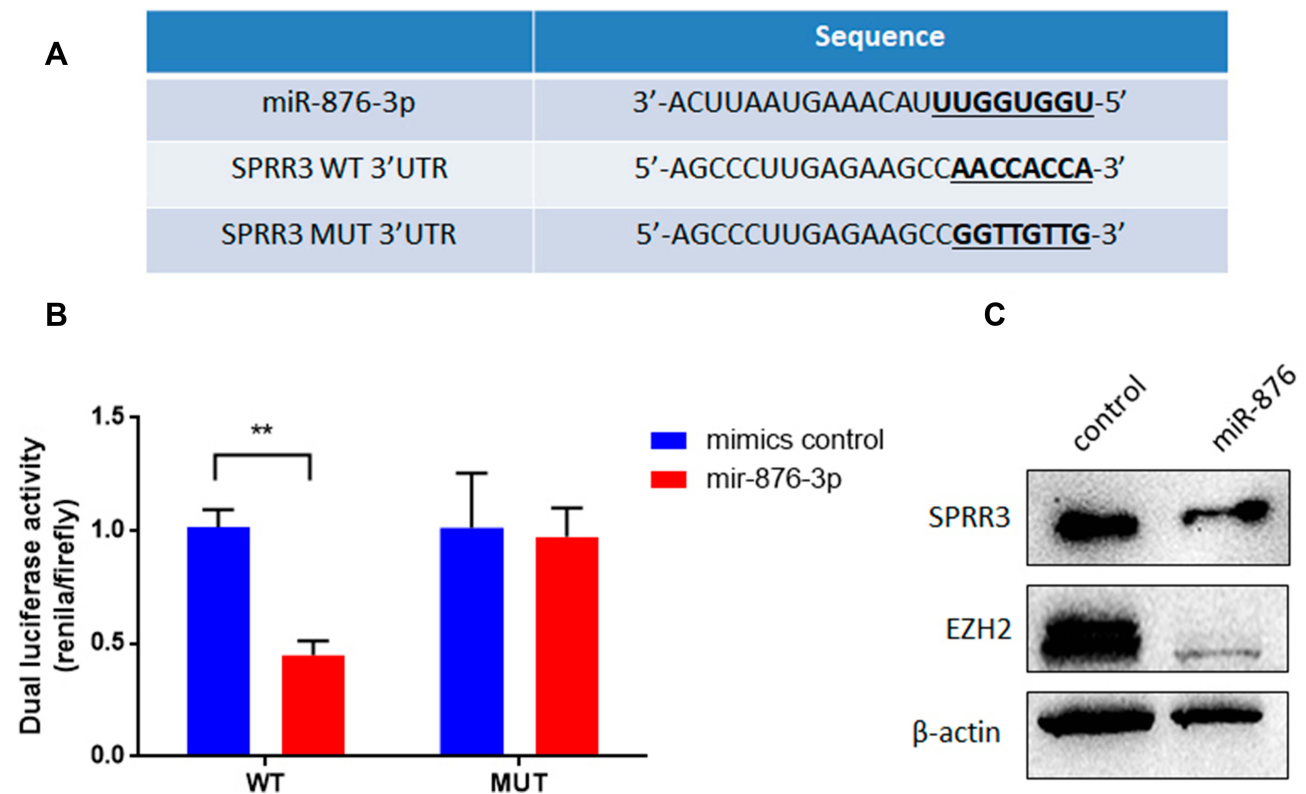 A
Sequence
miR-876-3p 3’-ACUUAAUGAAACAUUUGGUGGU-5’
SPRR3 WT 3’UTR 5’-AGCCCUUGAGAAGCCAACCACCA-3’
SPRR3 MUT 3’UTR 5’-AGCCCUUGAGAAGCCGGTTGTTG-3’
B
Dual luciferase activity
(renila/firefly)
1.5
1.0
0.5
0.0
**
WT MUT
mimics control
mir-876-3p
C
control miR-876
SPRR3
EZH2
β-actin